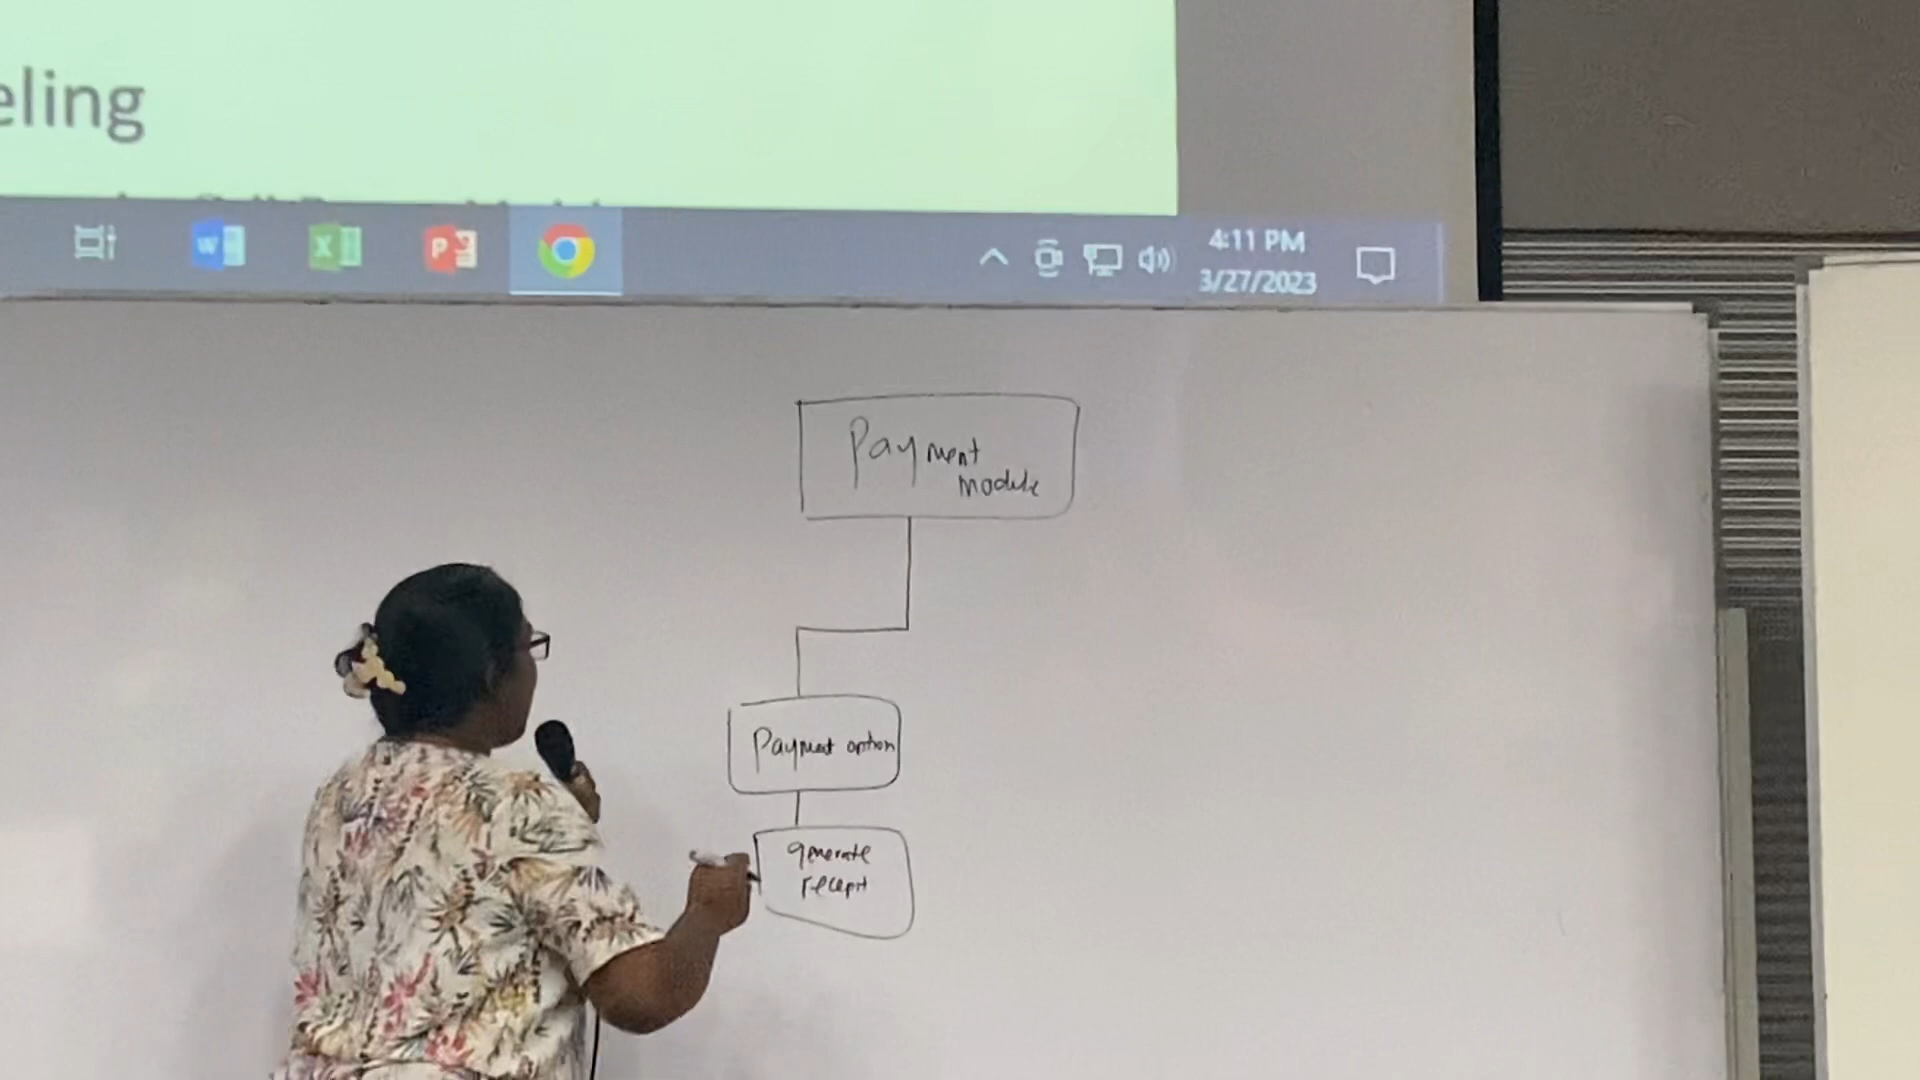 eling
W
X
P
4:11 PM
3/27/2023
Payment
module
Payment option
generate
receipt